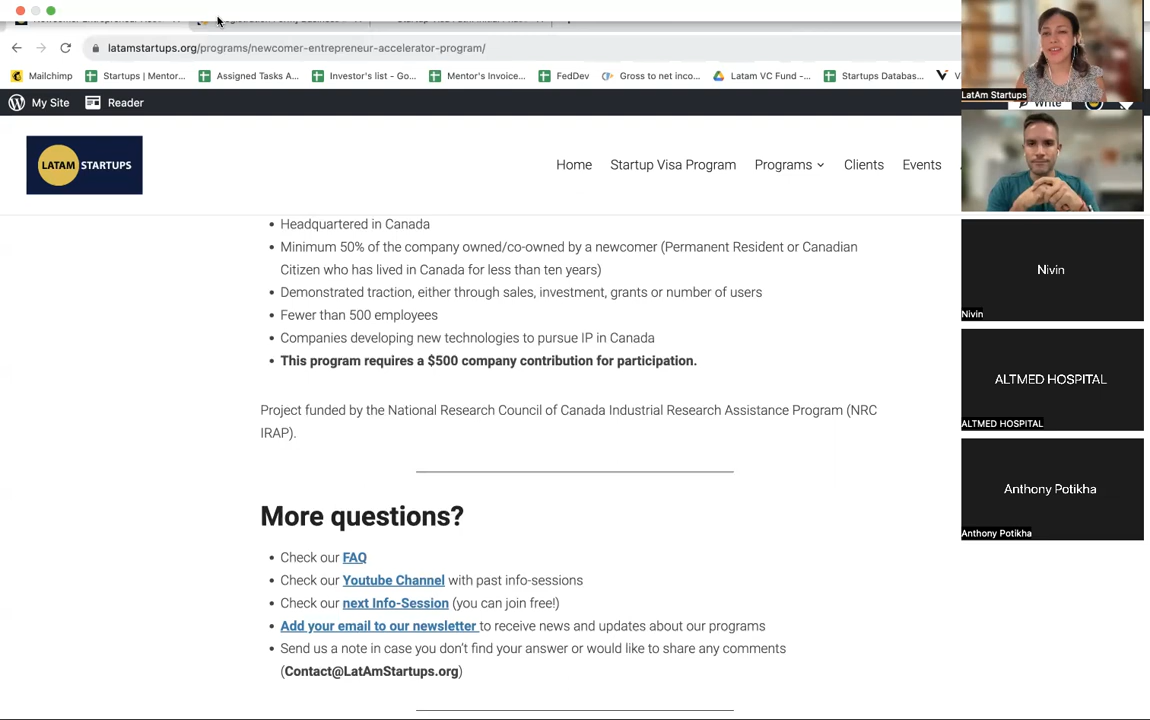 latamstartups.org/programs/newcomer-entrepreneur-accelerator-program/
Mailchimp
Startups | Mentor...
Assigned Tasks A...
Investor's list - Go...
Mentor's Invoice...
FedDev
Gross to net inco...
Latam VC Fund -...
Startups Databas...
My Site
Reader
Write
LATAM STARTUPS
Home
Startup Visa Program
Programs
Clients
Events
Headquartered in Canada
Minimum 50% of the company owned/co-owned by a newcomer (Permanent Resident or Canadian
Citizen who has lived in Canada for less than ten years)
Demonstrated traction, either through sales, investment, grants or number of users
Fewer than 500 employees
Companies developing new technologies to pursue IP in Canada
This program requires a $500 company contribution for participation.
Project funded by the National Research Council of Canada Industrial Research Assistance Program (NRC
IRAP).
More questions?
Check our FAQ
Check our Youtube Channel with past info-sessions
Check our next Info-Session (you can join free!)
Add your email to our newsletter to receive news and updates about our programs
Send us a note in case you don't find your answer or would like to share any comments
(Contact@LatAmStartups.org)
LatAm Startups
Nivin
Nivin
ALTMED HOSPITAL
ALTMED HOSPITAL
Anthony Potikha
Anthony Potikha